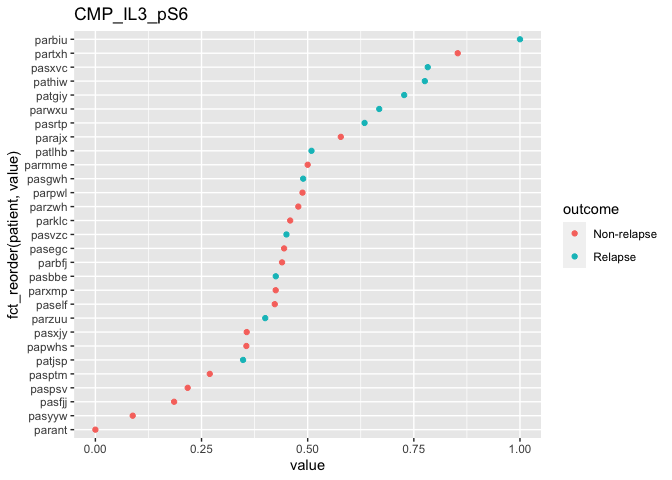 CMP_IL3_pS6
fct_reorder(patient, value)
parbiu
partxh
pasxvc
pathiw
patgiy
parwxu
pasrtp
parajx
patlhb
parmme
pasgwh
parpwl
parzwh
parklc
pasvzc
pasegc
parbfj
pasbbe
parxmp
paself
parzuu
pasxjy
papwhs
patjsp
pasptm
paspsv
pasfjj
pasyyw
parant
0.00 0.25 0.50 0.75 1.00
value
outcome
Non-relapse
Relapse